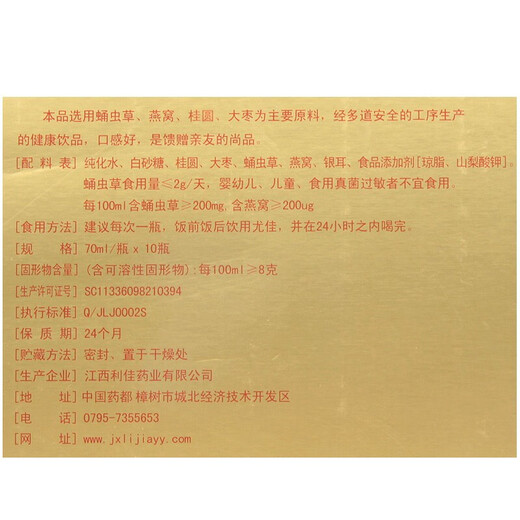 本品选用蛹虫草、燕窝、桂圆、大枣为主要原料，经多道安全的工序生产
的健康饮品，口感好，是馈赠亲友的尚品。
[配 料 表] 纯化水、白砂糖、桂圆、大枣、蛹虫草、燕窝、银耳、食品添加剂[琼脂、山梨酸钾]。
蛹虫草食用量≤2g/天，婴幼儿、儿童、食用真菌过敏者不宜食用。
每100ml含蛹虫草≥200mg,含燕窝≥200ug
[食用方法] 建议每次一瓶，饭前饭后饮用尤佳，并在24小时之内喝完。
[规 格] 70ml/瓶 x 10瓶
[固形物含量] (含可溶性固形物):每100ml≥8克
[生产许可证号] SC11336098210394
[执行标准] Q/JLJ0002S
[保 质 期] 24个月
[贮藏方法] 密封、置于干燥处
[生产企业] 江西利佳药业有限公司
[地 址] 中国药都 樟树市城北经济技术开发区
[电 话] 0795-7355653
[网 址] www.jxlijiayy.com